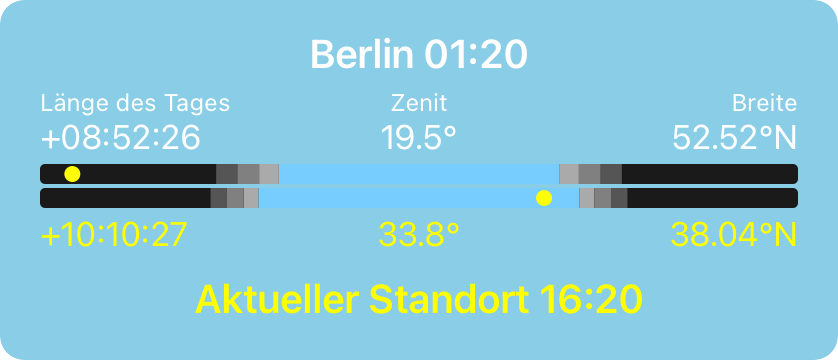 Berlin 01:20
Länge des Tages Zenit Breite
+08:52:26 19.5° 52.52°N
+10:10:27 33.8° 38.04°N
Aktueller Standort 16:20